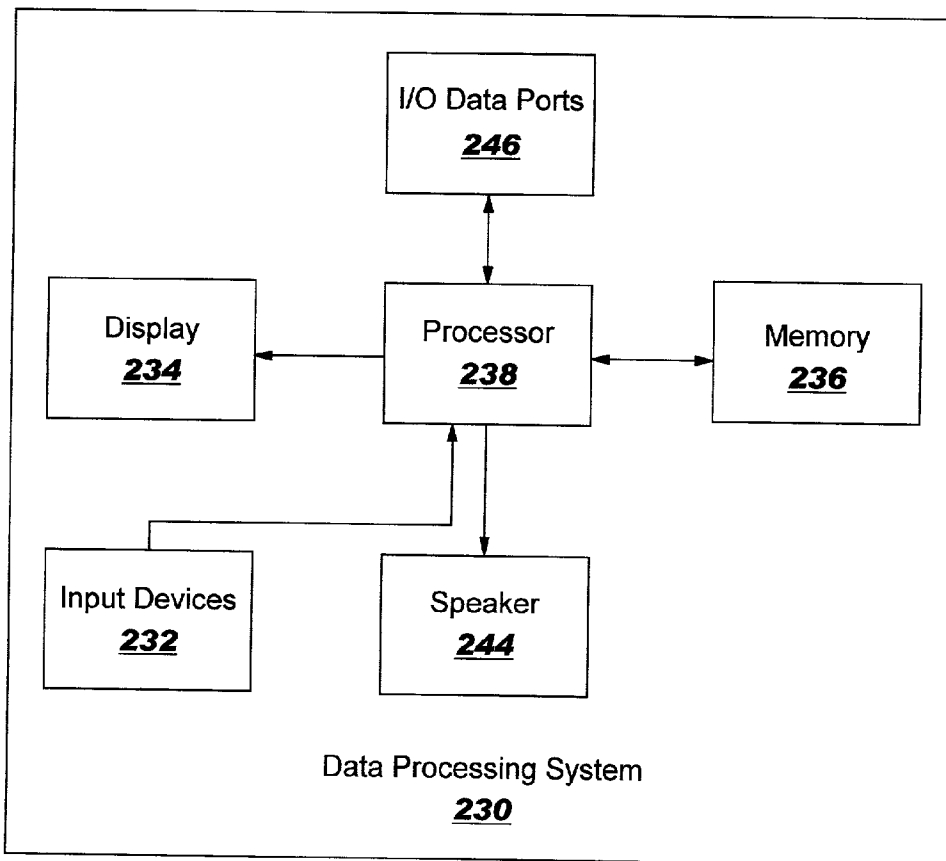 I/O Data Ports
246
Display
234
Processor
238
Memory
236
Input Devices
232
Speaker
244
Data Processing System
230